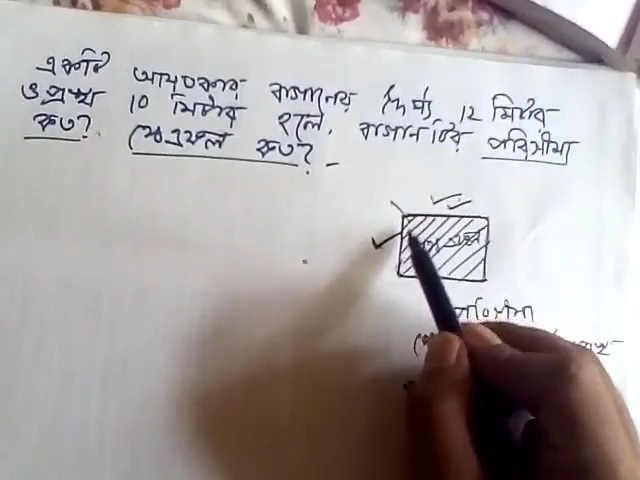 একটি আয়তকার বাগানের দৈর্ঘ্য 12 মিটার
ও প্রস্থ 10 মিটার হলে, বাগানটির পরিসীমা
কত? ক্ষেত্রফল কত?
ক্ষেত্রফল
পরিসীমা